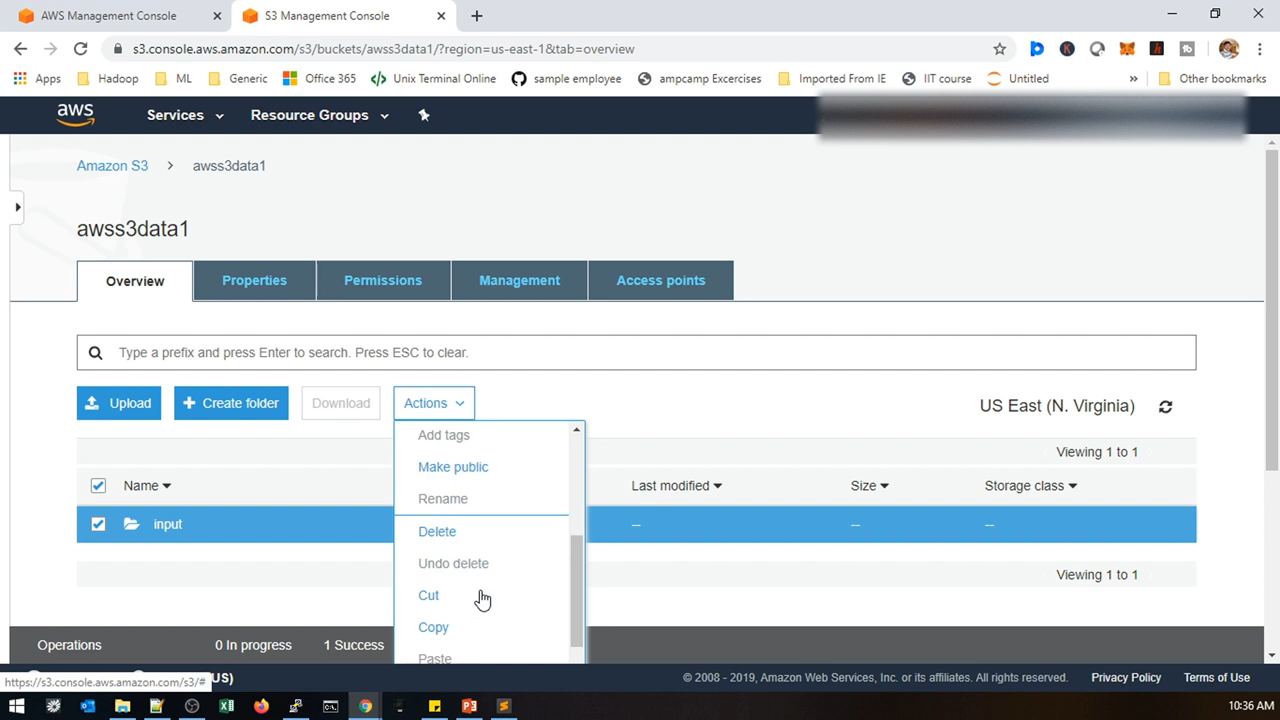 AWS Management Console
S3 Management Console
s3.console.aws.amazon.com/s3/buckets/awss3data1/?region=us-east-1&tab=overview
Apps
Hadoop
ML
Generic
Office 365
Unix Terminal Online
sample employee
ampcamp Excercises
Imported From IE
IIT course
Untitled
»
Other bookmarks
aws
Services
Resource Groups
Amazon S3
awss3data1
awss3data1
Overview
Properties
Permissions
Management
Access points
Type a prefix and press Enter to search. Press ESC to clear.
Upload
+ Create folder
Download
Actions
US East (N. Virginia)
Add tags
Viewing 1 to 1
Make public
Name
Last modified
Size
Storage class
Rename
input
--
--
--
Delete
Undo delete
Viewing 1 to 1
Cut
Copy
Operations
0 In progress
1 Success
Paste
https://s3.console.aws.amazon.com/s3/#
US)
© 2008 - 2019, Amazon Web Services, Inc. or its affiliates. All rights reserved.
Privacy Policy
Terms of Use
10:36 AM